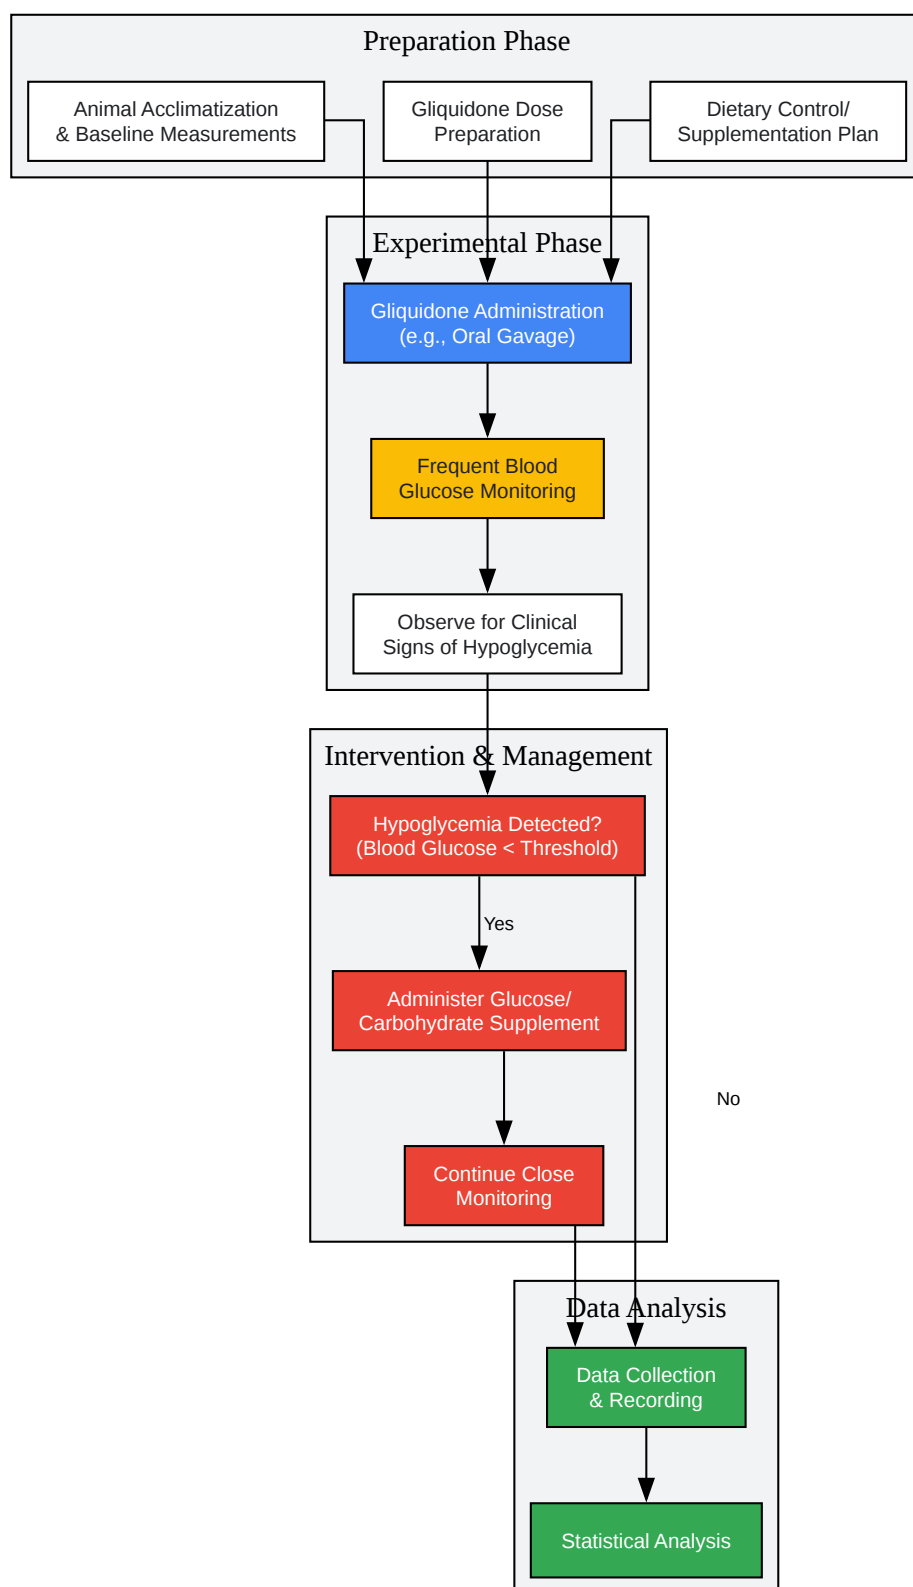 Preparation Phase
Animal Acclimatization
& Baseline Measurements
Gliquidone Dose
Preparation
Dietary Control/
Supplementation Plan
Experimental Phase
Gliquidone Administration
(e.g., Oral Gavage)
Frequent Blood
Glucose Monitoring
Observe for Clinical
Signs of Hypoglycemia
Intervention & Management
Hypoglycemia Detected?
(Blood Glucose < Threshold)
Yes
Administer Glucose/
Carbohydrate Supplement
No
Continue Close
Monitoring
Data Analysis
Data Collection
& Recording
Statistical Analysis